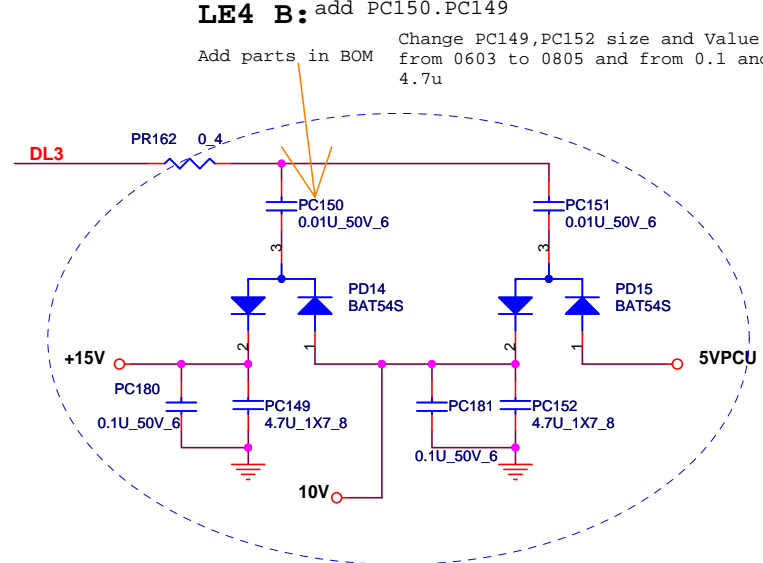 LE4 B: add PC150.PC149
Add parts in BOM
Change PC149,PC152 size and Value
from 0603 to 0805 and from 0.1 and
4.7u
PR162 0_4
DL3
PC150
0.01U_50V_6
PC151
0.01U_50V_6
3
3
PD14
BAT54S
PD15
BAT54S
2
1
2
1
+15V
5VPCU
PC180
0.1U_50V_6
PC149
4.7U_1X7_8
PC181
0.1U_50V_6
PC152
4.7U_1X7_8
10V